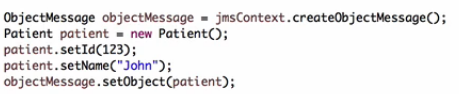 ObjectMessage objectMessage = jmsContext.createObjectMessage();
Patient patient = new Patient();
patient.setId(123);
patient.setName("John");
objectMessage.setObject(patient);